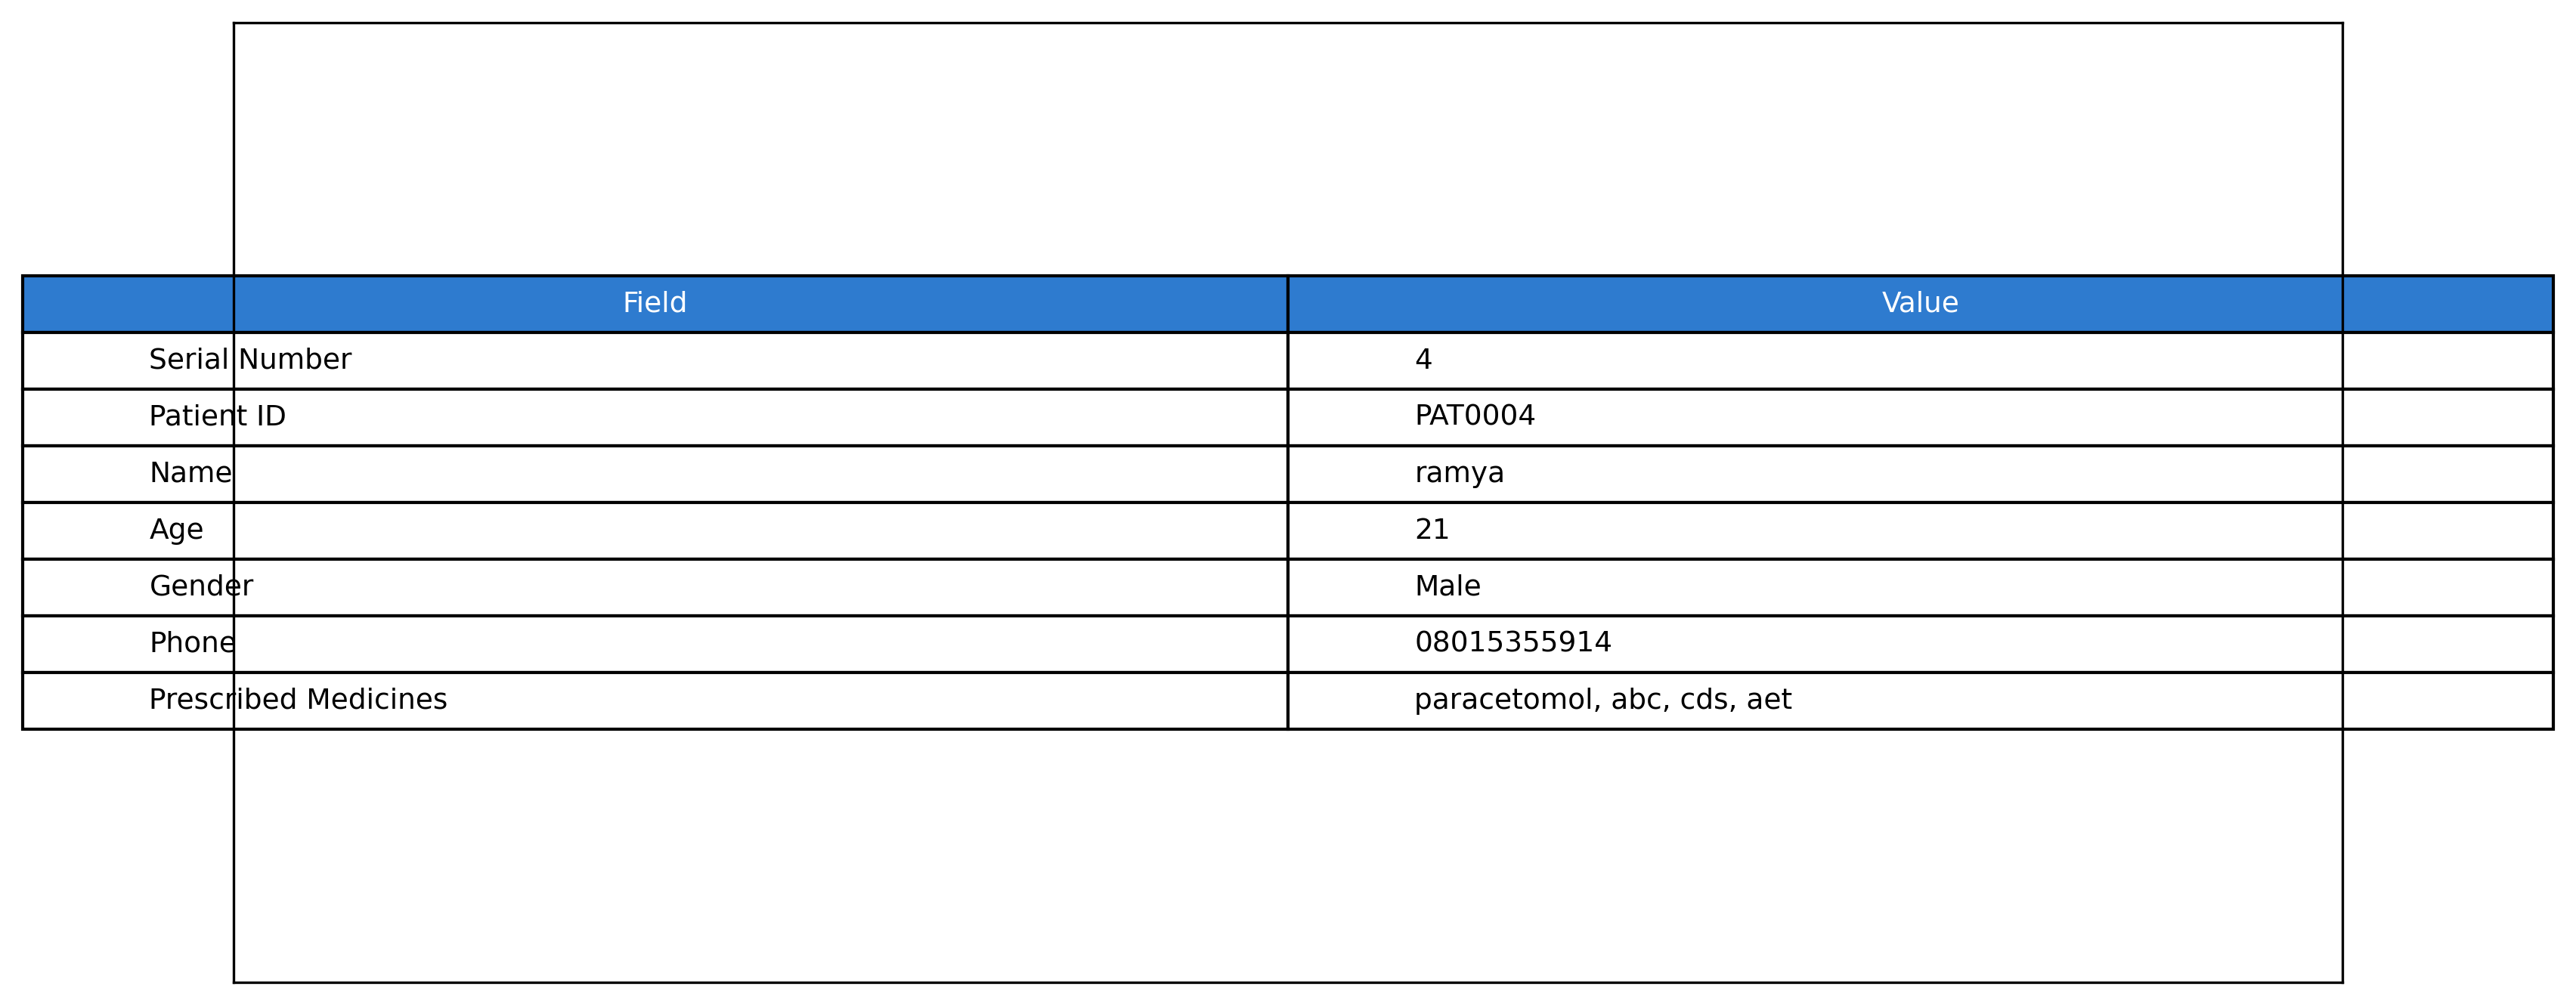 Field Value
Serial Number 4
Patient ID PAT0004
Name ramya
Age 21
Gender Male
Phone 08015355914
Prescribed Medicines paracetomol, abc, cds, aet